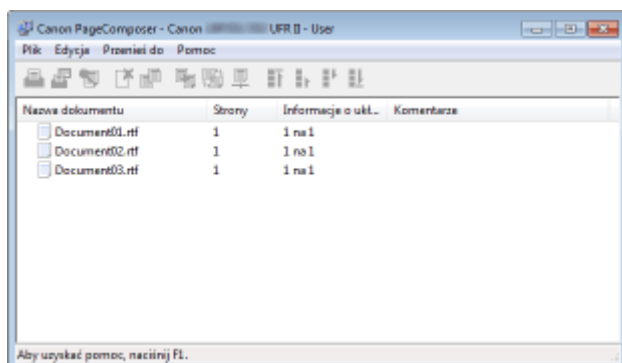 Canon PageComposer - Canon UFR II - User
Plik Edycja Przenieś do Pomoc
Nazwa dokumentu Strony Informacje o ukł... Komentarze
Document01.rtf 1 1 na 1
Document02.rtf 1 1 na 1
Document03.rtf 1 1 na 1
Aby uzyskać pomoc, naciśnij F1.